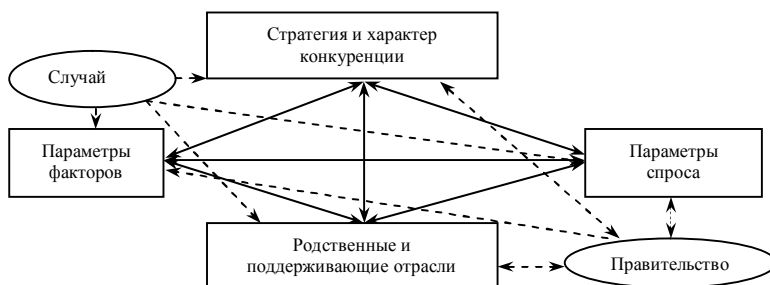 Стратегия и характер
конкуренции
Случай
Параметры
факторов
Параметры
спроса
Родственные и
поддерживающие отрасли
Правительство